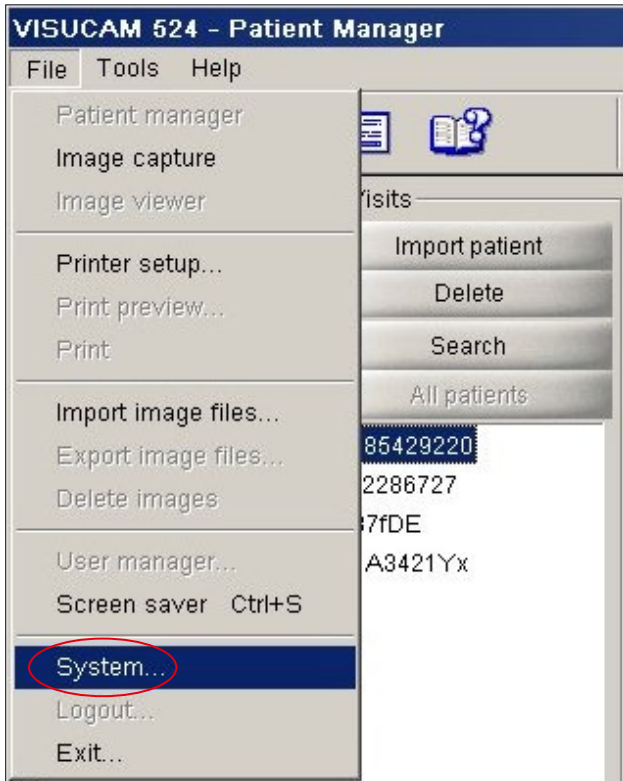 VISUCAM 524 - Patient Manager
File Tools Help
Patient manager
Image capture
Image viewer
Printer setup...
Print preview...
Print
Import image files...
Export image files...
Delete images
User manager...
Screen saver Ctrl+S
System...
Logout...
Exit...
isits
Import patient
Delete
Search
All patients
85429220
2286727
7fDE
A3421Yx